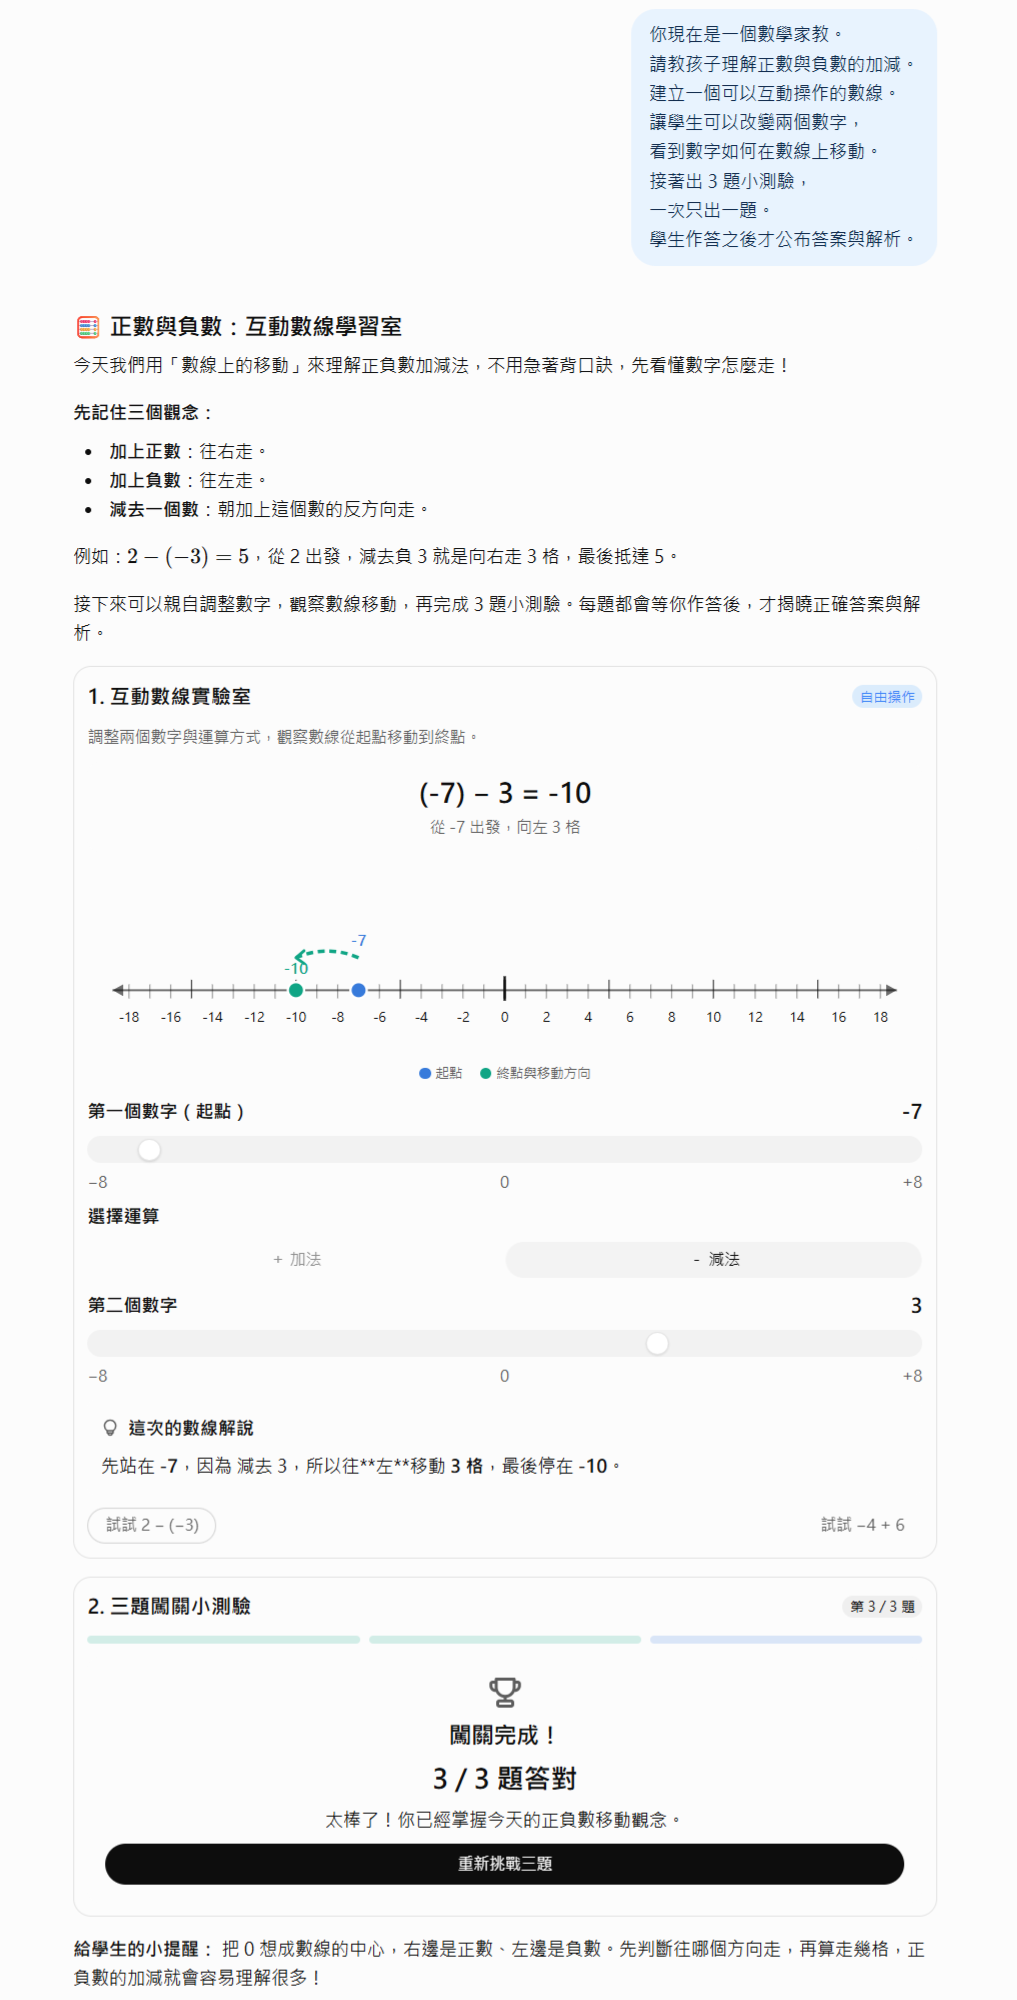 你現在是一個數學家教。
請教孩子理解正數與負數的加減。
建立一個可以互動操作的數線。
讓學生可以改變兩個數字，
看到數字如何在數線上移動。
接著出 3 題小測驗，
一次只出一題。
學生作答之後才公布答案與解析。
🧮 正數與負數：互動數線學習室
今天我們用「數線上的移動」來理解正負數加減法，不用急著背口訣，先看懂數字怎麼走！
先記住三個觀念：
• 加上正數：往右走。
• 加上負數：往左走。
• 減去一個數：朝加上這個數的反方向走。
例如：2 − (−3) = 5，從 2 出發，減去負 3 就是向右走 3 格，最後抵達 5。
接下來可以親自調整數字，觀察數線移動，再完成 3 題小測驗。每題都會等你作答後，才揭曉正確答案與解
析。
1. 互動數線實驗室 自由操作
調整兩個數字與運算方式，觀察數線從起點移動到終點。
(-7) − 3 = -10
從 -7 出發，向左 3 格
-7
-10
-18 -16 -14 -12 -10 -8 -6 -4 -2 0 2 4 6 8 10 12 14 16 18
起點 終點與移動方向
第一個數字（起點） -7
−8 0 +8
選擇運算
+ 加法 - 減法
第二個數字 3
−8 0 +8
這次的數線解說
先站在 -7，因為 減去 3，所以往**左**移動 3 格，最後停在 -10。
試試 2 − (−3) 試試 −4 + 6
2. 三題闖關小測驗 第 3 / 3 題
闖關完成！
3 / 3 題答對
太棒了！你已經掌握今天的正負數移動觀念。
重新挑戰三題
給學生的小提醒： 把 0 想成數線的中心，右邊是正數、左邊是負數。先判斷往哪個方向走，再算走幾格，正
負數的加減就會容易理解很多！